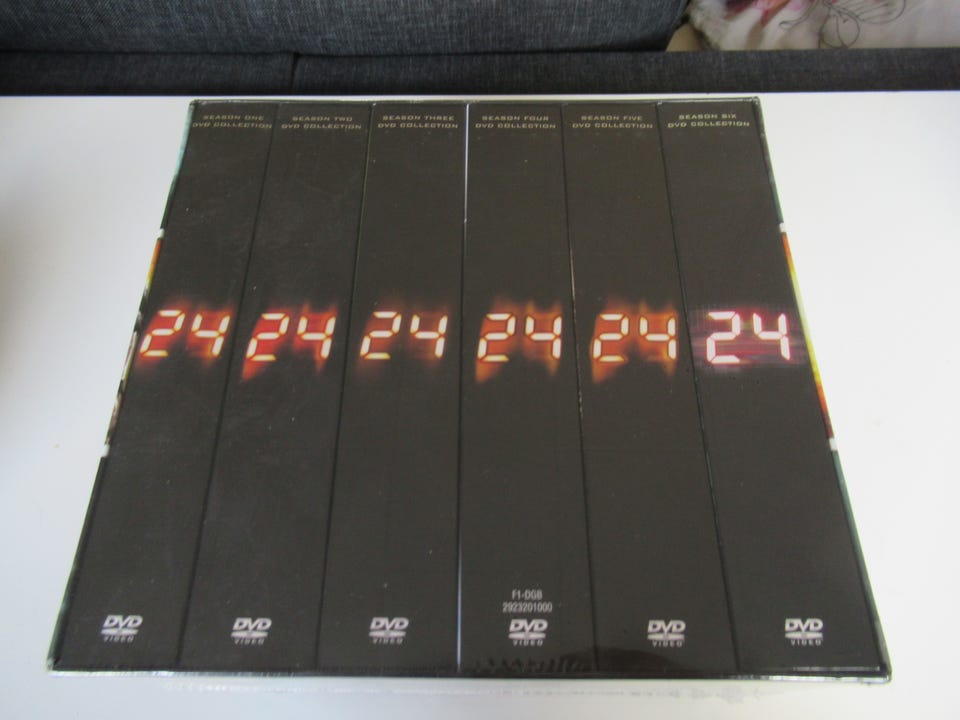 SEASON ONE
DVD COLLECTION
SEASON TWO
DVD COLLECTION
SEASON THREE
DVD COLLECTION
SEASON FOUR
DVD COLLECTION
SEASON FIVE
DVD COLLECTION
SEASON SIX
DVD COLLECTION
24
24
24
24
24
24
F1-DGB
2923201000
DVD
VIDEO
DVD
VIDEO
DVD
VIDEO
DVD
VIDEO
DVD
VIDEO
DVD
VIDEO